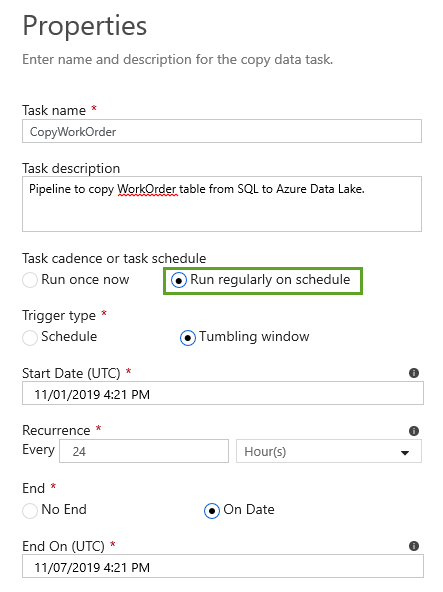 Properties
Enter name and description for the copy data task.
Task name *
CopyWorkOrder
Task description
Pipeline to copy WorkOrder table from SQL to Azure Data Lake.
Task cadence or task schedule
Run once now Run regularly on schedule
Trigger type *
Schedule Tumbling window
Start Date (UTC) *
11/01/2019 4:21 PM
Recurrence *
Every 24 Hour(s)
End *
No End On Date
End On (UTC) *
11/07/2019 4:21 PM